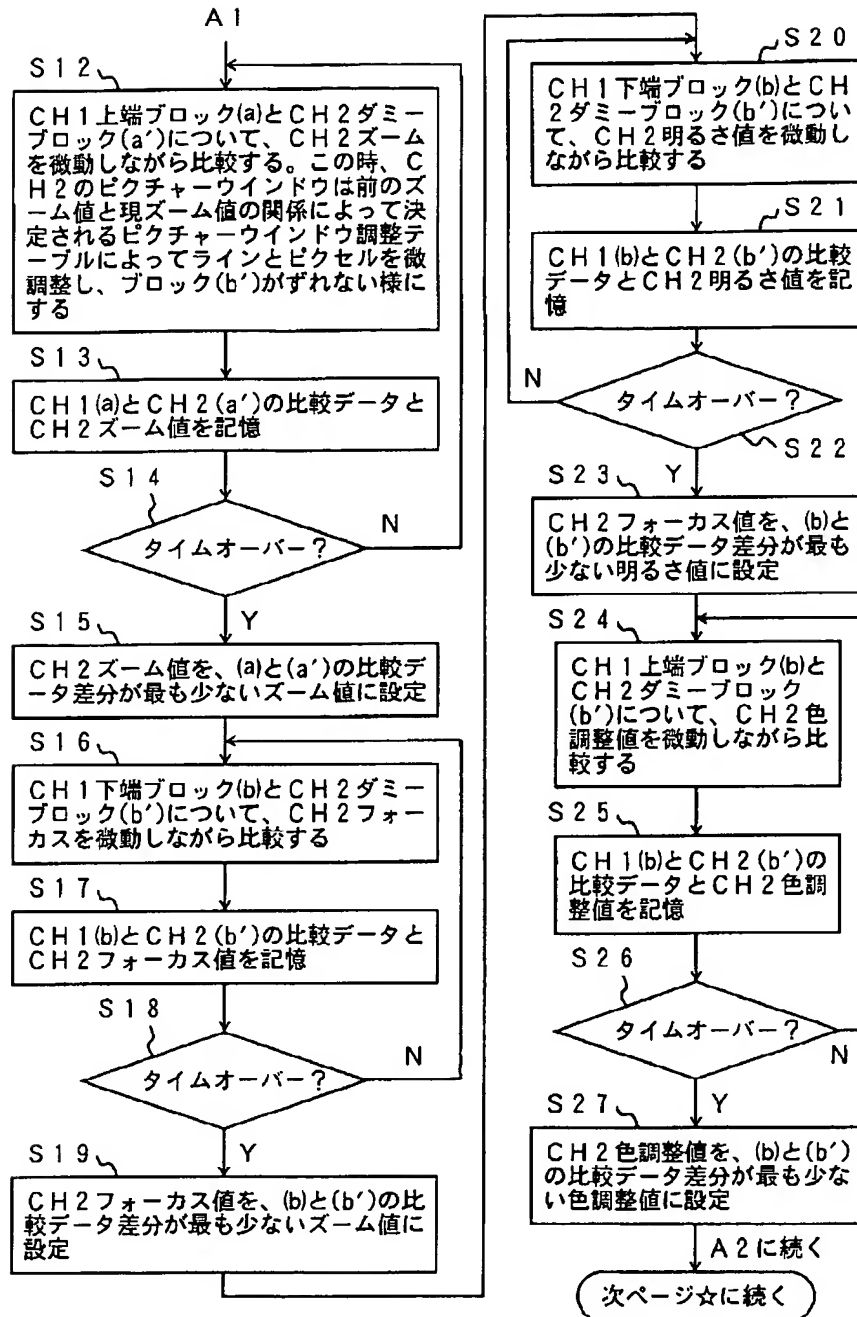 A1
S12
CH1上端ブロック(a)とCH2ダミー
ブロック(a′)について、CH2ズーム
を微動しながら比較する。この時、C
H2のピクチャーウインドウは前のズ
ーム値と現ズーム値の関係によって決
定されるピクチャーウインドウ調整テ
ーブルによってラインとピクセルを微
調整し、ブロック(b′)がずれない様に
する
S13
CH1(a)とCH2(a′)の比較データと
CH2ズーム値を記憶
S14
タイムオーバー?
N
Y
S15
CH2ズーム値を、(a)と(a′)の比較デ
ータ差分が最も少ないズーム値に設定
S16
CH1下端ブロック(b)とCH2ダミー
ブロック(b′)について、CH2フォー
カスを微動しながら比較する
S17
CH1(b)とCH2(b′)の比較データと
CH2フォーカス値を記憶
S18
タイムオーバー?
N
Y
S19
CH2フォーカス値を、(b)と(b′)の比
較データ差分が最も少ないズーム値に
設定
S20
CH1下端ブロック(b)とCH
2ダミーブロック(b′)につい
て、CH2明るさ値を微動し
ながら比較する
S21
CH1(b)とCH2(b′)の比較
データとCH2明るさ値を記
憶
N
タイムオーバー?
S22
Y
S23
CH2フォーカス値を、(b)と
(b′)の比較データ差分が最も
少ない明るさ値に設定
S24
CH1上端ブロック(b)と
CH2ダミーブロック
(b′)について、CH2色
調整値を微動しながら比
較する
S25
CH1(b)とCH2(b′)の
比較データとCH2色調
整値を記憶
S26
タイムオーバー?
N
Y
S27
CH2色調整値を、(b)と(b′)
の比較データ差分が最も少な
い色調整値に設定
A2に続く
次ページ☆に続く